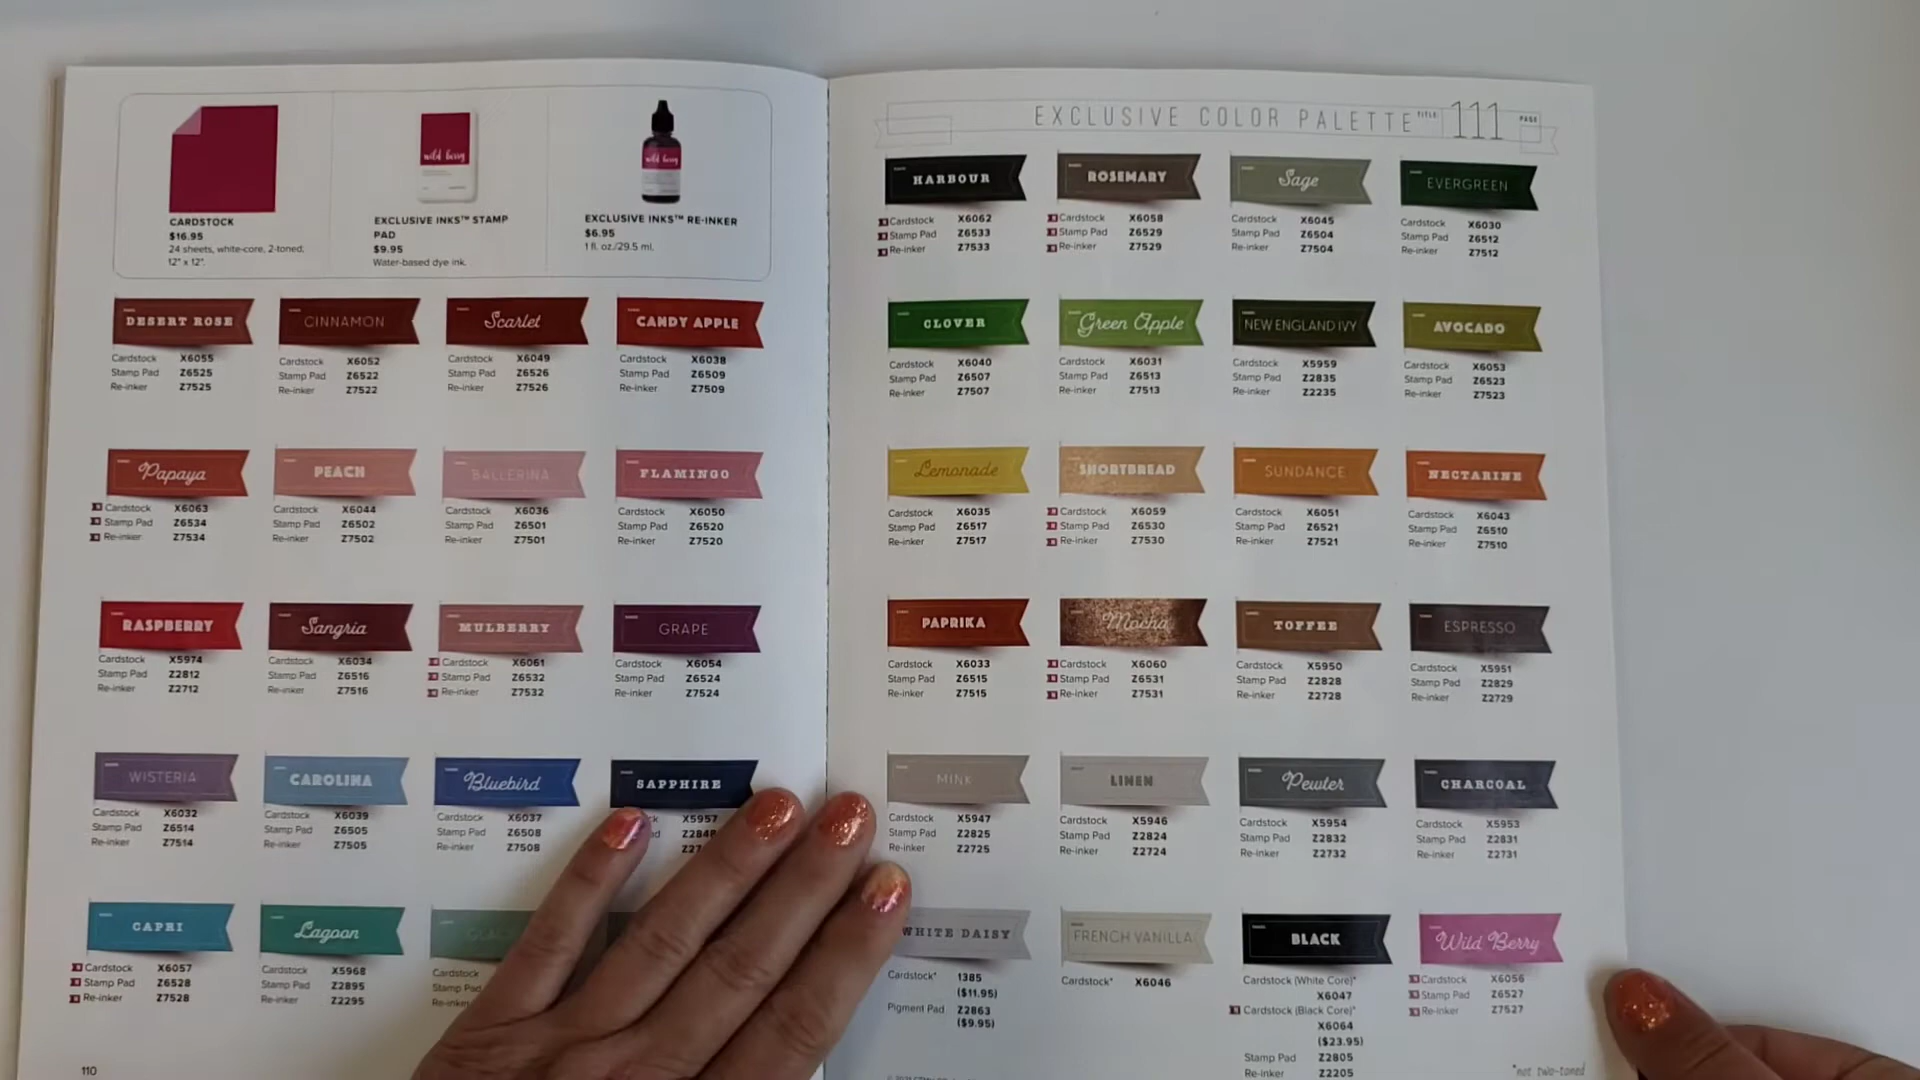 wild berry
wild berry
CARDSTOCK
$16.95
24 sheets, white-core, 2-toned,
12" x 12".
EXCLUSIVE INKS™ STAMP
PAD
$9.95
Water-based dye ink.
EXCLUSIVE INKS™ RE-INKER
$6.95
1 fl. oz./29.5 ml.
DESERT ROSE
Cardstock X6055
Stamp Pad Z6525
Re-inker Z7525
CINNAMON
Cardstock X6052
Stamp Pad Z6522
Re-inker Z7522
Scarlet
Cardstock X6049
Stamp Pad Z6526
Re-inker Z7526
CANDY APPLE
Cardstock X6038
Stamp Pad Z6509
Re-inker Z7509
Papaya
Cardstock X6063
Stamp Pad Z6534
Re-inker Z7534
PEACH
Cardstock X6044
Stamp Pad Z6502
Re-inker Z7502
BALLERINA
Cardstock X6036
Stamp Pad Z6501
Re-inker Z7501
FLAMINGO
Cardstock X6050
Stamp Pad Z6520
Re-inker Z7520
RASPBERRY
Cardstock X5974
Stamp Pad Z2812
Re-inker Z2712
Sangria
Cardstock X6034
Stamp Pad Z6516
Re-inker Z7516
MULBERRY
Cardstock X6061
Stamp Pad Z6532
Re-inker Z7532
GRAPE
Cardstock X6054
Stamp Pad Z6524
Re-inker Z7524
WISTERIA
Cardstock X6032
Stamp Pad Z6514
Re-inker Z7514
CAROLINA
Cardstock X6039
Stamp Pad Z6505
Re-inker Z7505
Bluebird
Cardstock X6037
Stamp Pad Z6508
Re-inker Z7508
SAPPHIRE
X5957
CAPRI
Cardstock X6057
Stamp Pad Z6528
Re-inker Z7528
Lagoon
Cardstock X5968
Stamp Pad Z2895
Re-inker Z2295
Cardstock
Stamp Pad
110
EXCLUSIVE COLOR PALETTE TITLE 111 PAGE
HARBOUR
Cardstock X6062
Stamp Pad Z6533
Re-inker Z7533
ROSEMARY
Cardstock X6058
Stamp Pad Z6529
Re-inker Z7529
Sage
Cardstock X6045
Stamp Pad Z6504
Re-inker Z7504
EVERGREEN
Cardstock X6030
Stamp Pad Z6512
Re-inker Z7512
CLOVER
Cardstock X6040
Stamp Pad Z6507
Re-inker Z7507
Green Apple
Cardstock X6031
Stamp Pad Z6513
Re-inker Z7513
NEW ENGLAND IVY
Cardstock X5959
Stamp Pad Z2835
Re-inker Z2235
AVOCADO
Cardstock X6053
Stamp Pad Z6523
Re-inker Z7523
Lemonade
Cardstock X6035
Stamp Pad Z6517
Re-inker Z7517
SHORTBREAD
Cardstock X6059
Stamp Pad Z6530
Re-inker Z7530
SUNDANCE
Cardstock X6051
Stamp Pad Z6521
Re-inker Z7521
NECTARINE
Cardstock X6043
Stamp Pad Z6510
Re-inker Z7510
PAPRIKA
Cardstock X6033
Stamp Pad Z6515
Re-inker Z7515
Mocha
Cardstock X6060
Stamp Pad Z6531
Re-inker Z7531
TOFFEE
Cardstock X5950
Stamp Pad Z2828
Re-inker Z2728
ESPRESSO
Cardstock X5951
Stamp Pad Z2829
Re-inker Z2729
MINK
Cardstock X5947
Stamp Pad Z2825
Re-inker Z2725
LINEN
Cardstock X5946
Stamp Pad Z2824
Re-inker Z2724
Pewter
Cardstock X5954
Stamp Pad Z2832
Re-inker Z2732
CHARCOAL
Cardstock X5953
Stamp Pad Z2831
Re-inker Z2731
WHITE DAISY
Cardstock* 1385
($11.95)
Pigment Pad Z2863
($9.95)
FRENCH VANILLA
Cardstock* X6046
BLACK
Cardstock (White Core)*
X6047
Cardstock (Black Core)*
X6064
($23.95)
Stamp Pad Z2805
Re-inker Z2205
Wild Berry
Cardstock X6056
Stamp Pad Z6527
Re-inker Z7527
*not two-toned